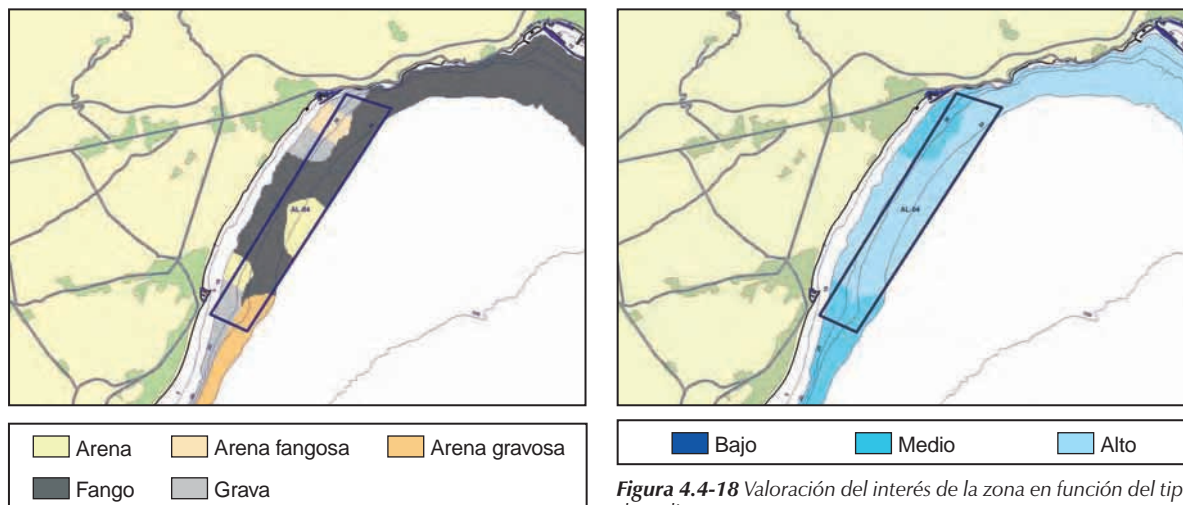 AL-04
AL-04
Arena
Arena fangosa
Arena gravosa
Fango
Grava
Bajo
Medio
Alto
Figura 4.4-18 Valoración del interés de la zona en función del tip